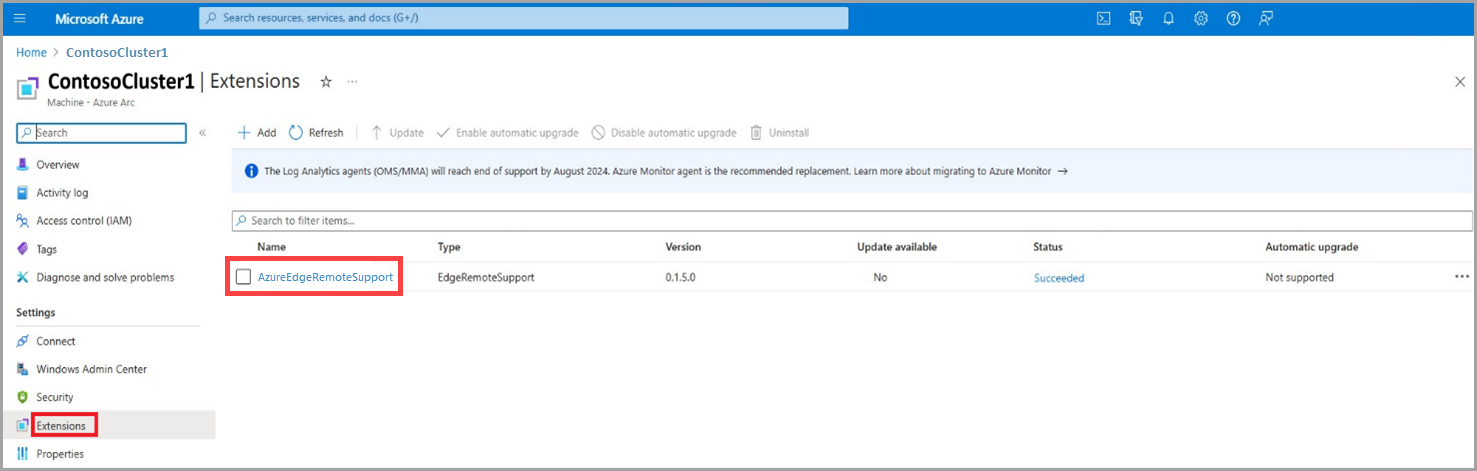 Microsoft Azure
Search resources, services, and docs (G+/)
Home > ContosoCluster1
ContosoCluster1 | Extensions ☆ ...
Machine - Azure Arc
Search «
+ Add Refresh Update Enable automatic upgrade Disable automatic upgrade Uninstall
Overview
Activity log
Access control (IAM)
Tags
Diagnose and solve problems
Settings
Connect
Windows Admin Center
Security
Extensions
Properties
The Log Analytics agents (OMS/MMA) will reach end of support by August 2024. Azure Monitor agent is the recommended replacement. Learn more about migrating to Azure Monitor →
Search to filter items...
Name Type Version Update available Status Automatic upgrade
AzureEdgeRemoteSupport EdgeRemoteSupport 0.1.5.0 No Succeeded Not supported ...